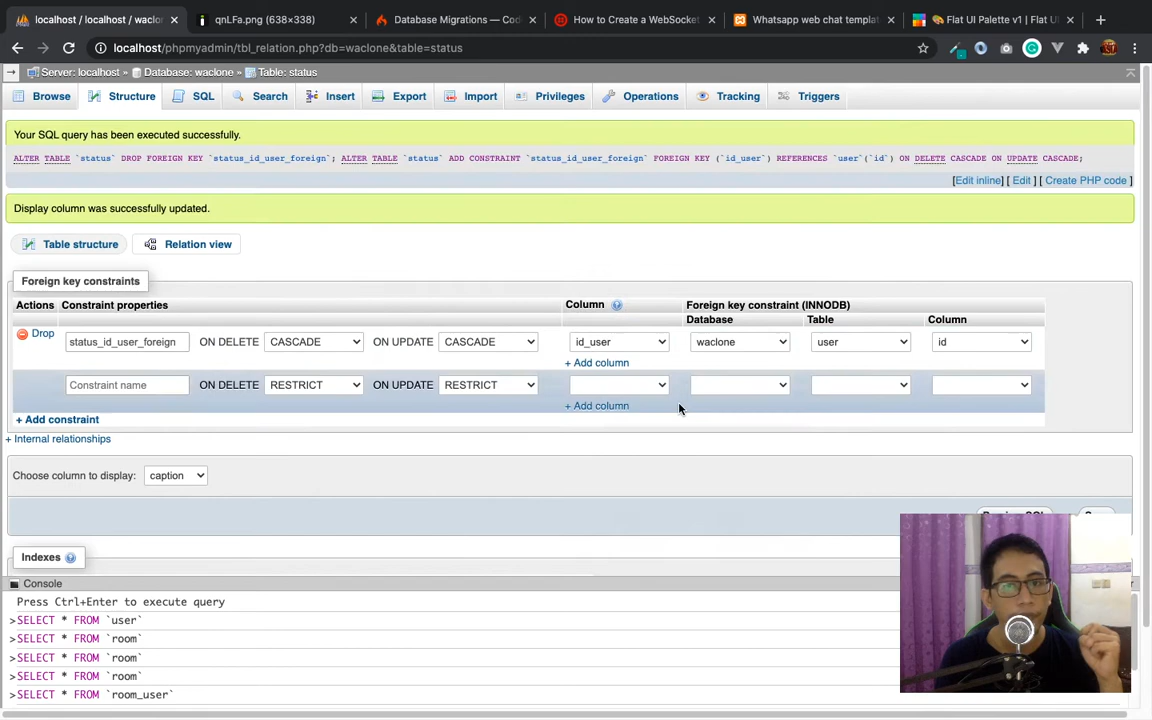 localhost / localhost / waclon
qnLFa.png (638×338)
Database Migrations — Cod
How to Create a WebSocket
Whatsapp web chat templat
Flat UI Palette v1 | Flat UI
localhost/phpmyadmin/tbl_relation.php?db=waclone&table=status
Server: localhost » Database: waclone » Table: status
Browse Structure SQL Search Insert Export Import Privileges Operations Tracking Triggers
Your SQL query has been executed successfully.
ALTER TABLE `status` DROP FOREIGN KEY `status_id_user_foreign`; ALTER TABLE `status` ADD CONSTRAINT `status_id_user_foreign` FOREIGN KEY (`id_user`) REFERENCES `user`(`id`) ON DELETE CASCADE ON UPDATE CASCADE;
[Edit inline] [ Edit ] [ Create PHP code ]
Display column was successfully updated.
Table structure Relation view
Foreign key constraints
Actions Constraint properties Column Foreign key constraint (INNODB)
Database Table Column
Drop status_id_user_foreign ON DELETE CASCADE ON UPDATE CASCADE id_user waclone user id
+ Add column
Constraint name ON DELETE RESTRICT ON UPDATE RESTRICT
+ Add column
+ Add constraint
+ Internal relationships
Choose column to display: caption
Indexes
Console
Press Ctrl+Enter to execute query
>SELECT * FROM `user`
>SELECT * FROM `room`
>SELECT * FROM `room`
>SELECT * FROM `room`
>SELECT * FROM `room_user`